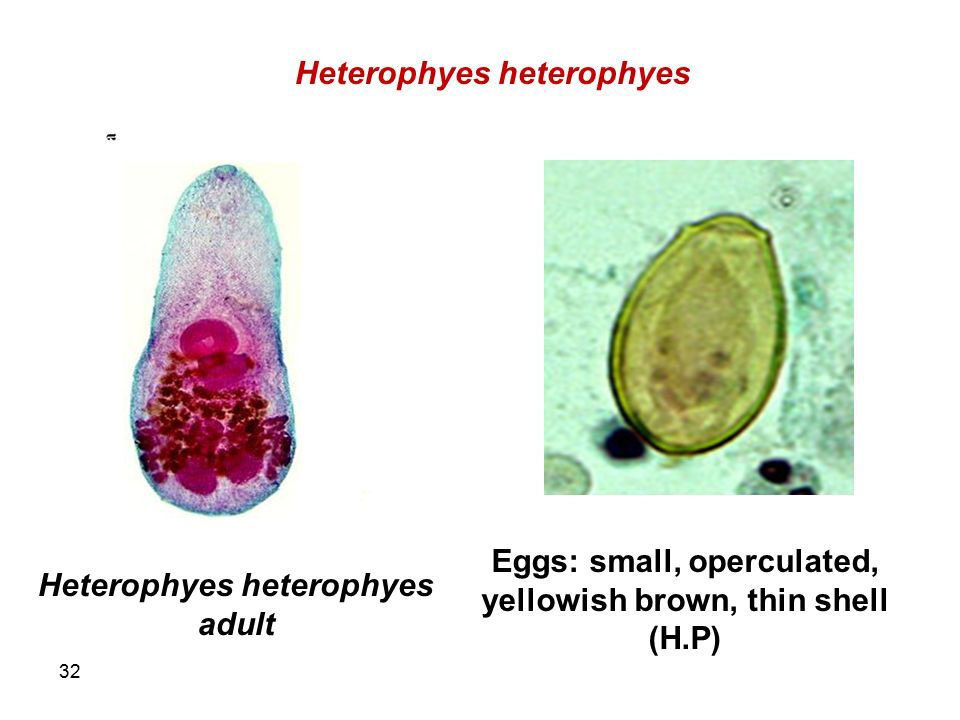 Heterophyes heterophyes
a
Heterophyes heterophyes
adult
Eggs: small, operculated,
yellowish brown, thin shell
(H.P)
32